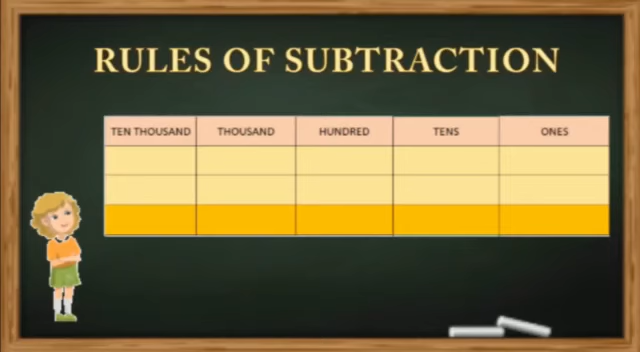 RULES OF SUBTRACTION
TEN THOUSAND THOUSAND HUNDRED TENS ONES